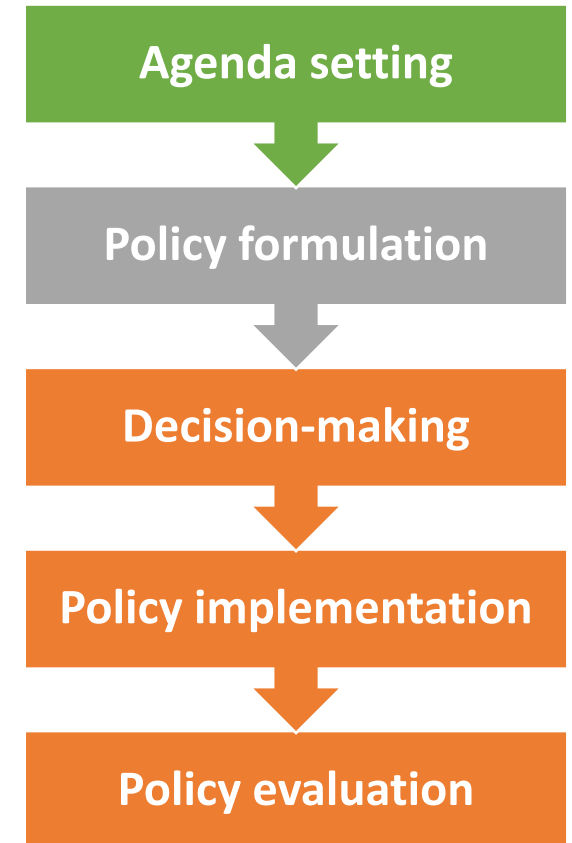 Agenda setting
Policy formulation
Decision-making
Policy implementation
Policy evaluation